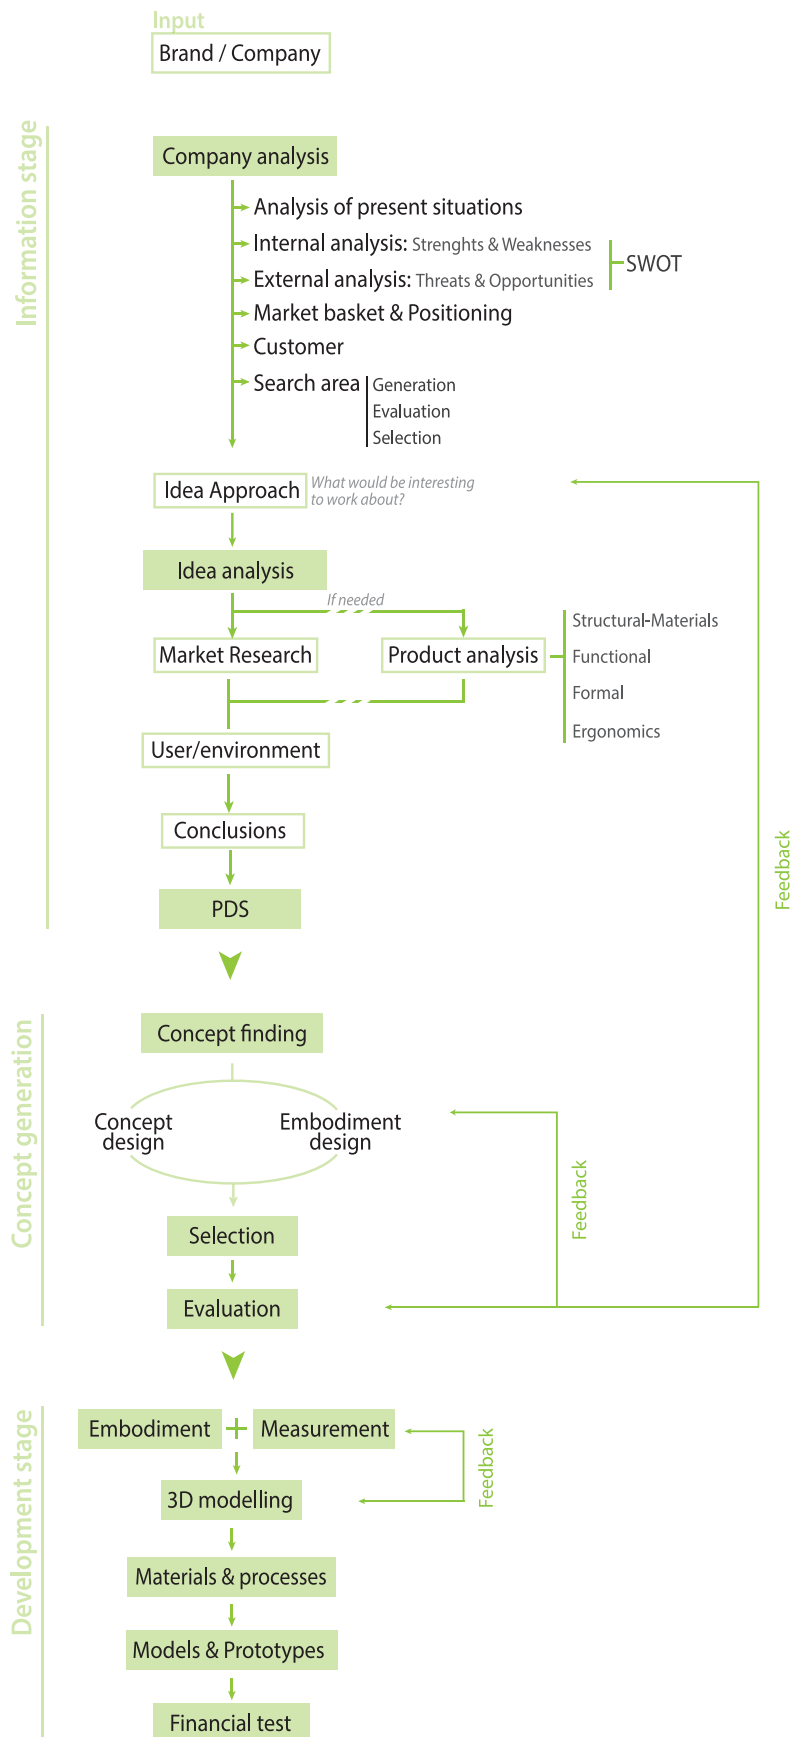 Input
Brand / Company
Information stage
Company analysis
Analysis of present situations
Internal analysis: Strenghts & Weaknesses
External analysis: Threats & Opportunities
SWOT
Market basket & Positioning
Customer
Search area
Generation
Evaluation
Selection
Idea Approach
What would be interesting
to work about?
Idea analysis
If needed
Market Research
Product analysis
Structural-Materials
Functional
Formal
Ergonomics
User/environment
Conclusions
PDS
Feedback
Concept generation
Concept finding
Concept
design
Embodiment
design
Feedback
Selection
Evaluation
Development stage
Embodiment + Measurement
Feedback
3D modelling
Materials & processes
Models & Prototypes
Financial test